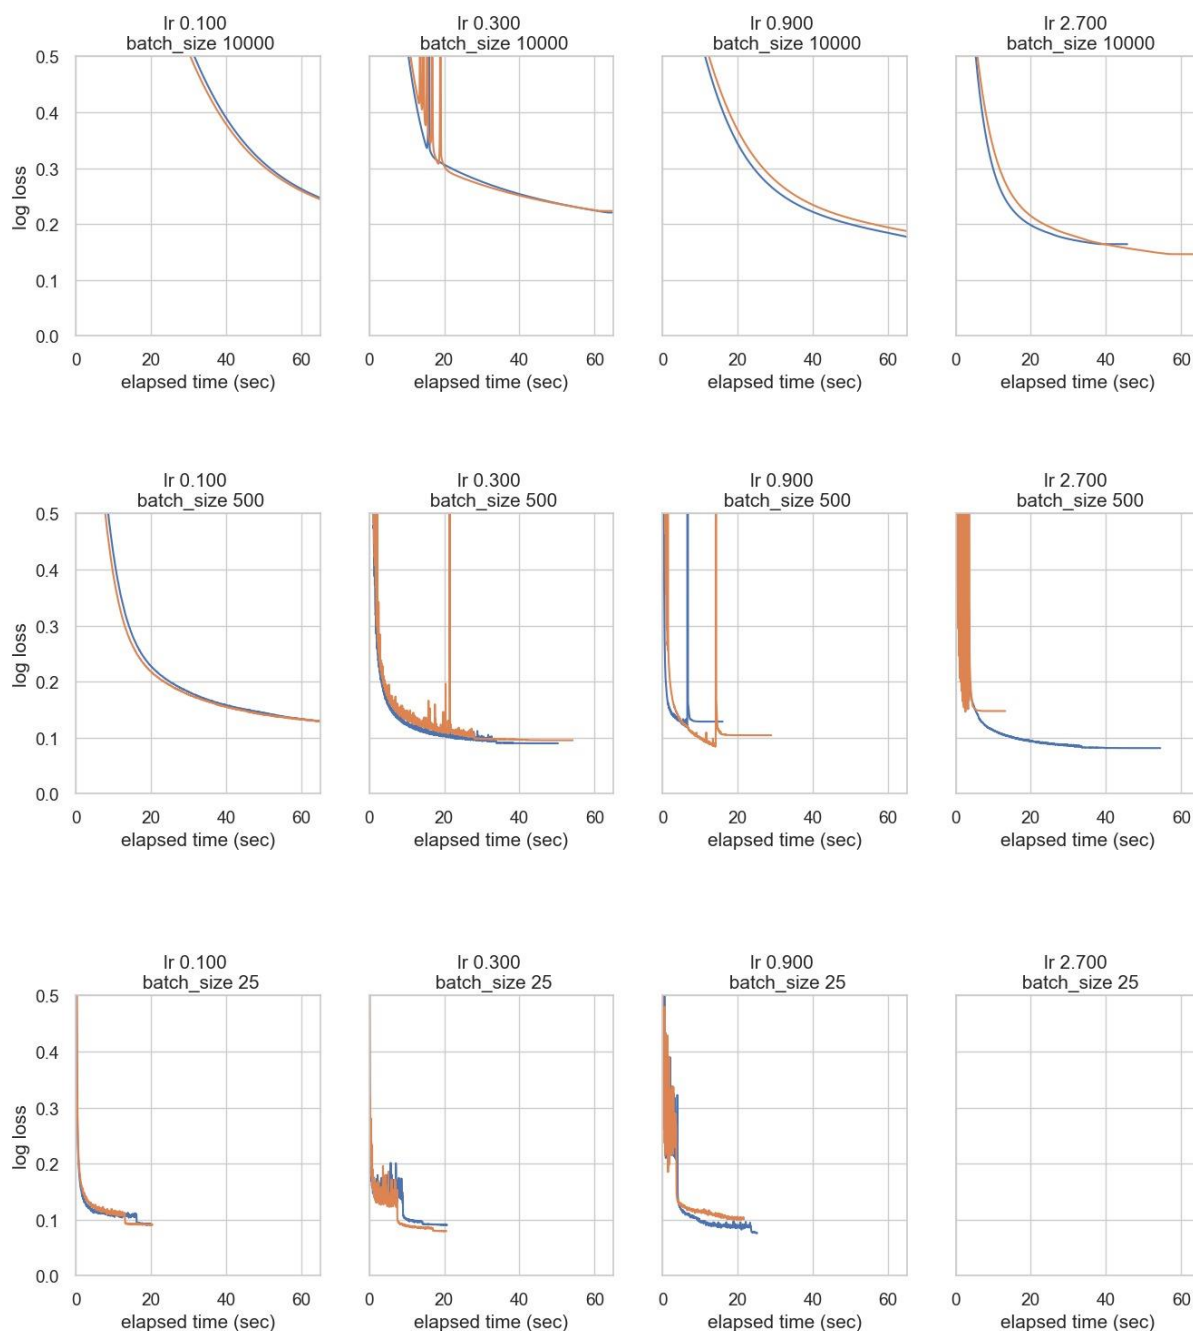 lr 0.100
batch_size 10000
lr 0.300
batch_size 10000
lr 0.900
batch_size 10000
lr 2.700
batch_size 10000
log loss
0.5
0.4
0.3
0.2
0.1
0.0
0 20 40 60
0 20 40 60
0 20 40 60
0 20 40 60
elapsed time (sec)
elapsed time (sec)
elapsed time (sec)
elapsed time (sec)
lr 0.100
batch_size 500
lr 0.300
batch_size 500
lr 0.900
batch_size 500
lr 2.700
batch_size 500
log loss
0.5
0.4
0.3
0.2
0.1
0.0
0 20 40 60
0 20 40 60
0 20 40 60
0 20 40 60
elapsed time (sec)
elapsed time (sec)
elapsed time (sec)
elapsed time (sec)
lr 0.100
batch_size 25
lr 0.300
batch_size 25
lr 0.900
batch_size 25
lr 2.700
batch_size 25
log loss
0.5
0.4
0.3
0.2
0.1
0.0
0 20 40 60
0 20 40 60
0 20 40 60
0 20 40 60
elapsed time (sec)
elapsed time (sec)
elapsed time (sec)
elapsed time (sec)